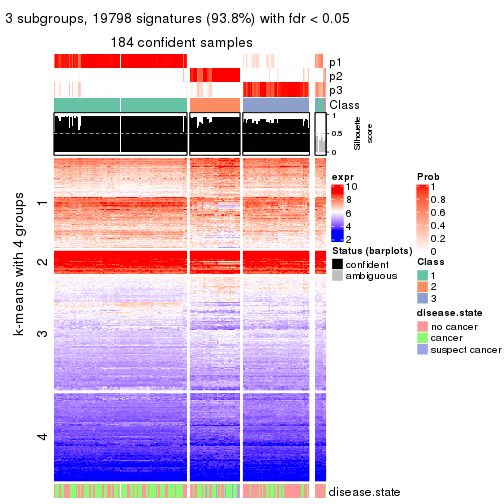 3 subgroups, 19798 signatures (93.8%) with fdr < 0.05
184 confident samples
p1
p2
p3
Class
1
0.5
0
Silhouette
score
k-means with 4 groups
1
2
3
4
expr
10
8
6
4
2
Status (barplots)
confident
ambiguous
Prob
1
0.8
0.6
0.4
0.2
0
Class
1
2
3
disease.state
no cancer
cancer
suspect cancer
disease.state